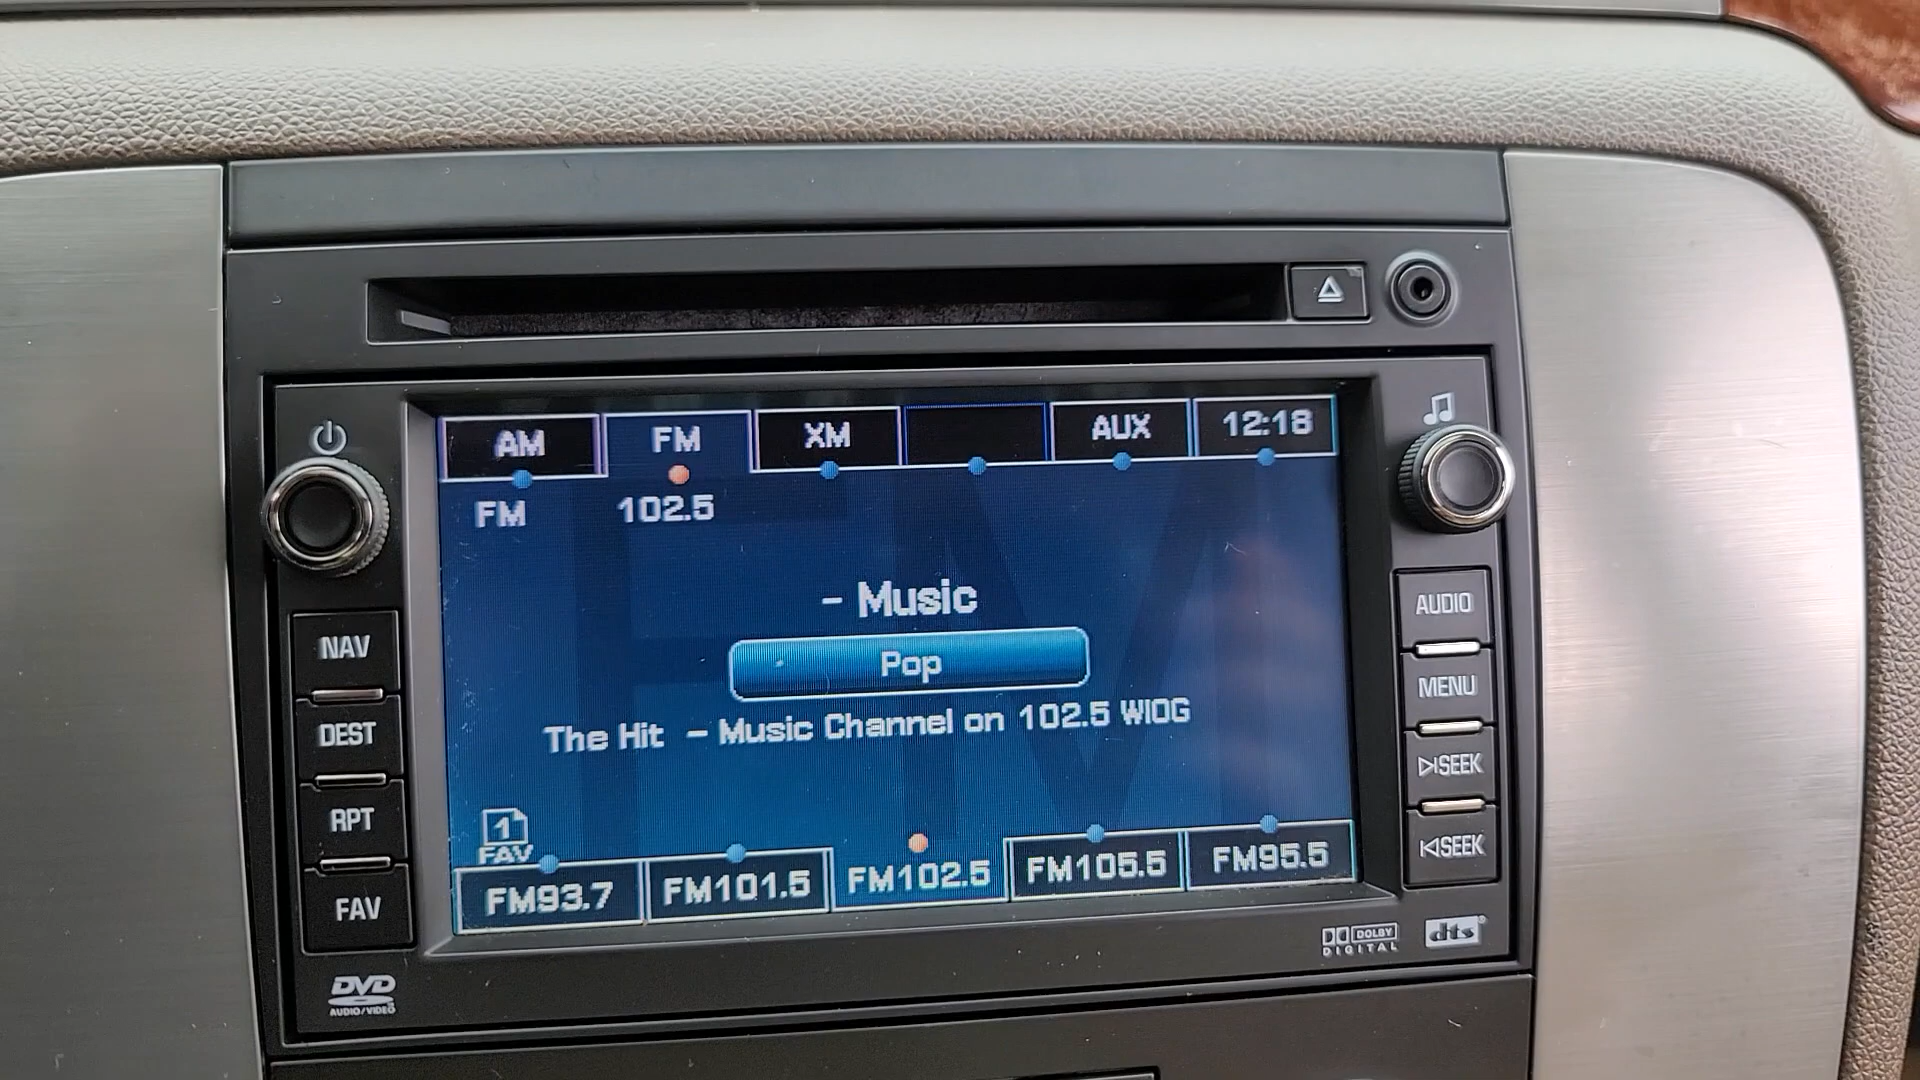 AM FM XM AUX 12:18
FM 102.5
- Music
Pop
The Hit - Music Channel on 102.5 WIOG
1
FAV
FM93.7 FM101.5 FM102.5 FM105.5 FM95.5
NAV
DEST
RPT
FAV
AUDIO
MENU
SEEK
SEEK
DVD
AUDIO/VIDEO
DOLBY
DIGITAL
dts